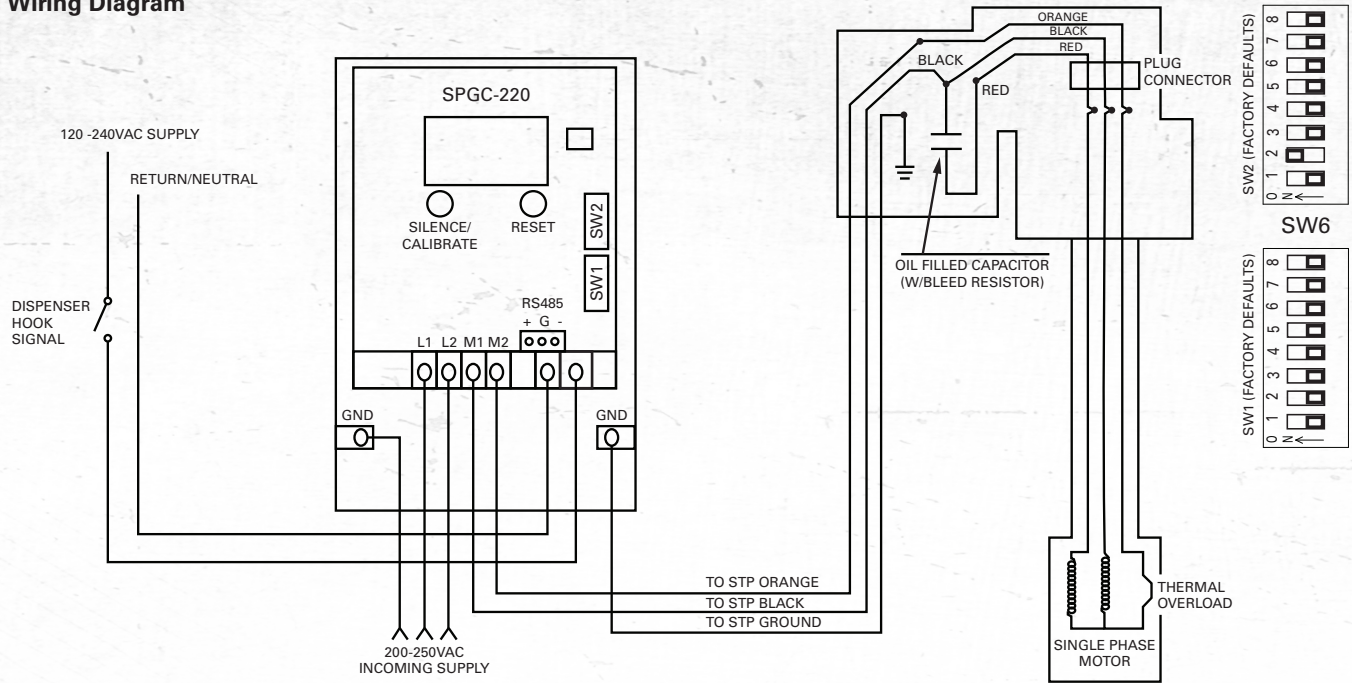 Wiring Diagram
120 -240VAC SUPPLY
RETURN/NEUTRAL
DISPENSER
HOOK
SIGNAL
SPGC-220
SILENCE/
CALIBRATE
RESET
SW2
SW1
RS485
+ G -
L1 L2 M1 M2
GND
GND
200-250VAC
INCOMING SUPPLY
TO STP ORANGE
TO STP BLACK
TO STP GROUND
ORANGE
BLACK
RED
BLACK
RED
PLUG
CONNECTOR
OIL FILLED CAPACITOR
(W/BLEED RESISTOR)
THERMAL
OVERLOAD
SINGLE PHASE
MOTOR
SW2 (FACTORY DEFAULTS)
O 1 2 3 4 5 6 7 8
N
SW6
SW1 (FACTORY DEFAULTS)
O 1 2 3 4 5 6 7 8
N